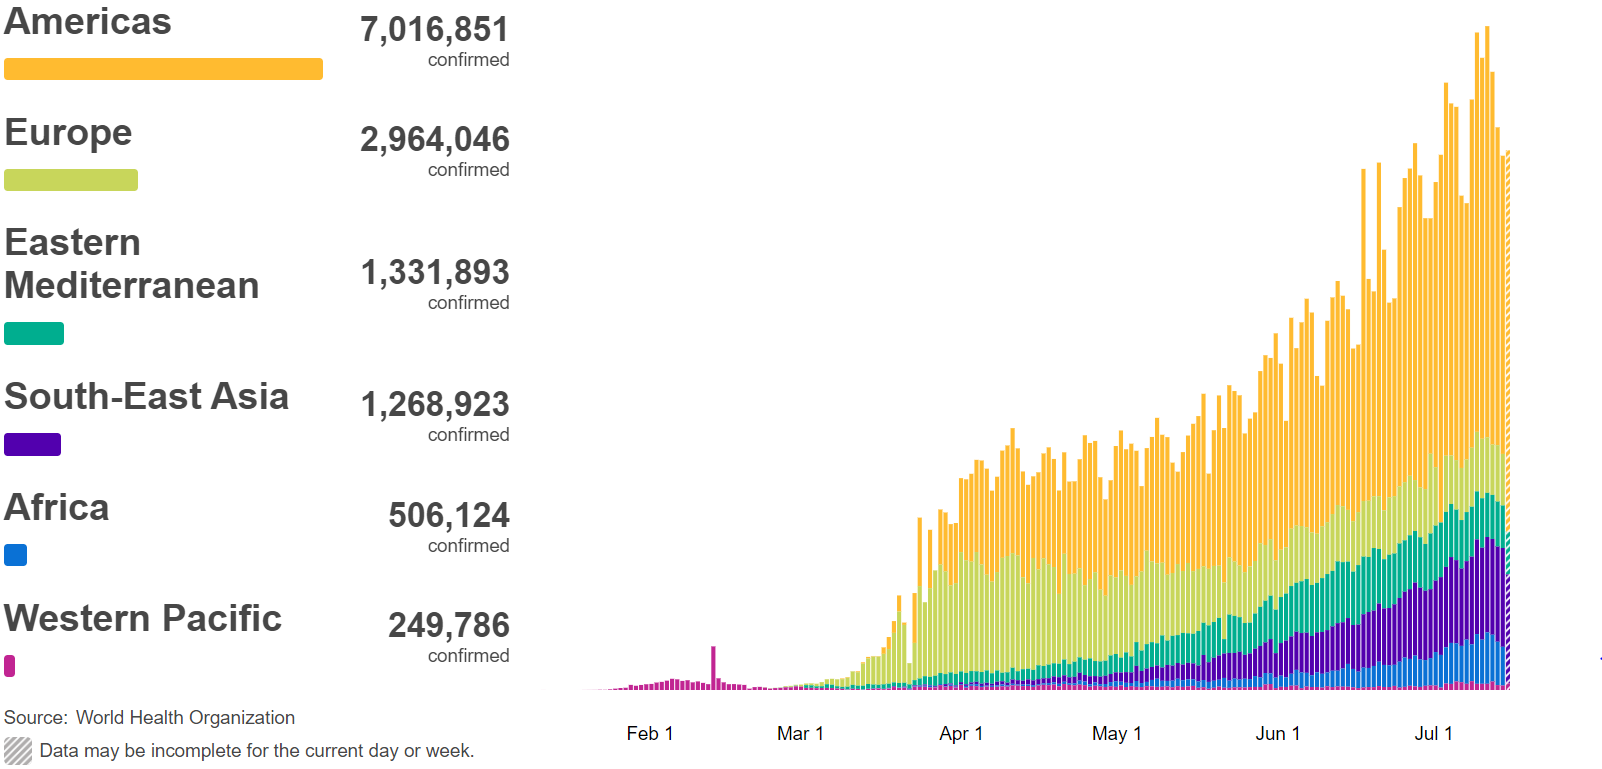 Americas
7,016,851
confirmed
Europe
2,964,046
confirmed
Eastern
Mediterranean
1,331,893
confirmed
South-East Asia
1,268,923
confirmed
Africa
506,124
confirmed
Western Pacific
249,786
confirmed
Source: World Health Organization
Data may be incomplete for the current day or week.
Feb 1
Mar 1
Apr 1
May 1
Jun 1
Jul 1